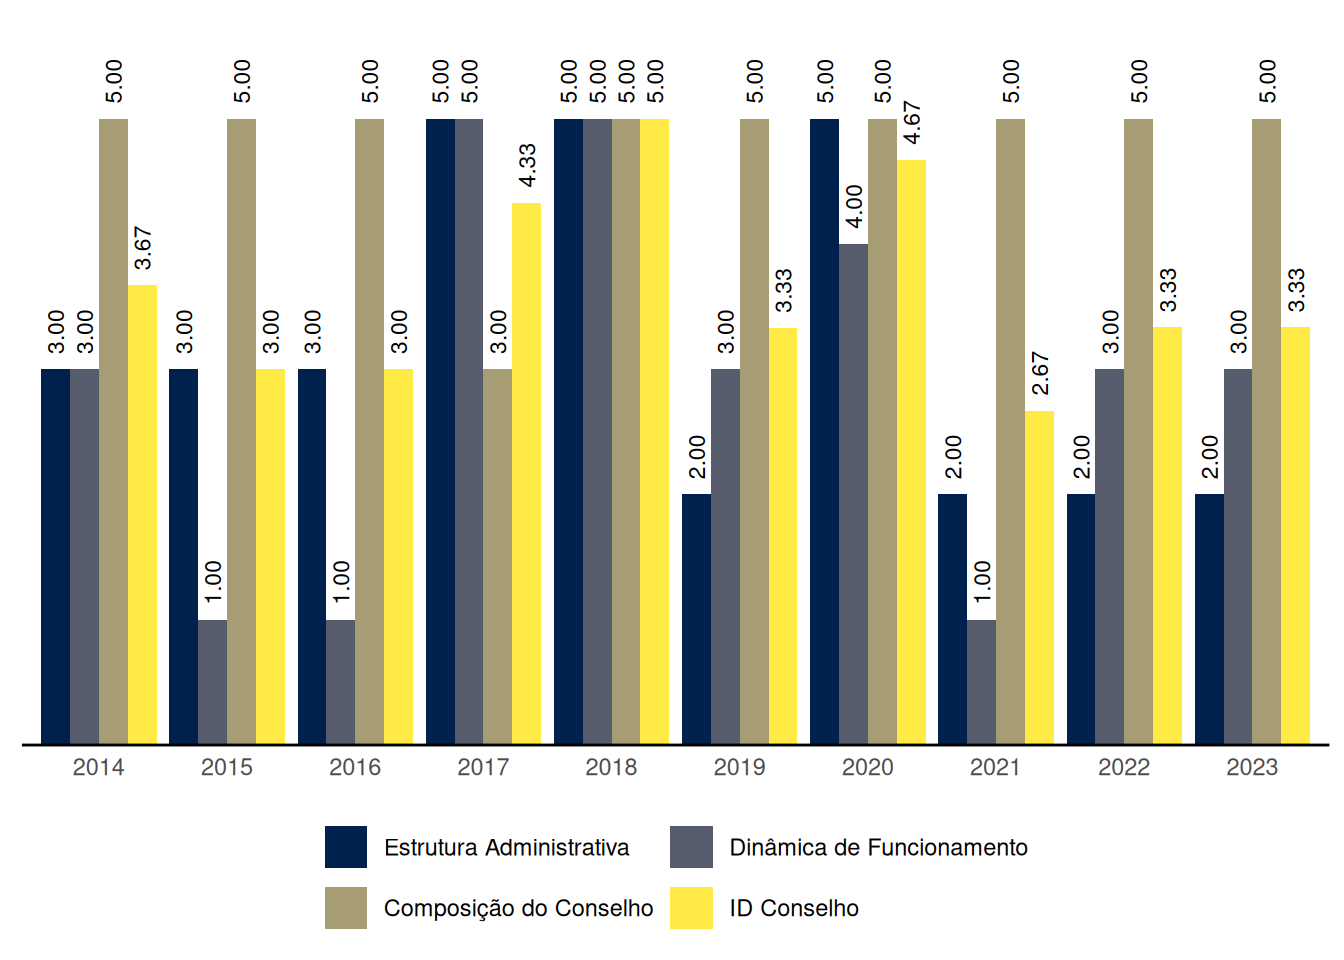 3.00 3.00 5.00 3.67 3.00 1.00 5.00 3.00 3.00 1.00 5.00 3.00 5.00 5.00 3.00 4.33 5.00 5.00 5.00 5.00 2.00 3.00 5.00 3.33 5.00 4.00 5.00 4.67 2.00 1.00 5.00 2.67 2.00 3.00 5.00 3.33 2.00 3.00 5.00 3.33
2014 2015 2016 2017 2018 2019 2020 2021 2022 2023
Estrutura Administrativa Dinâmica de Funcionamento
Composição do Conselho ID Conselho